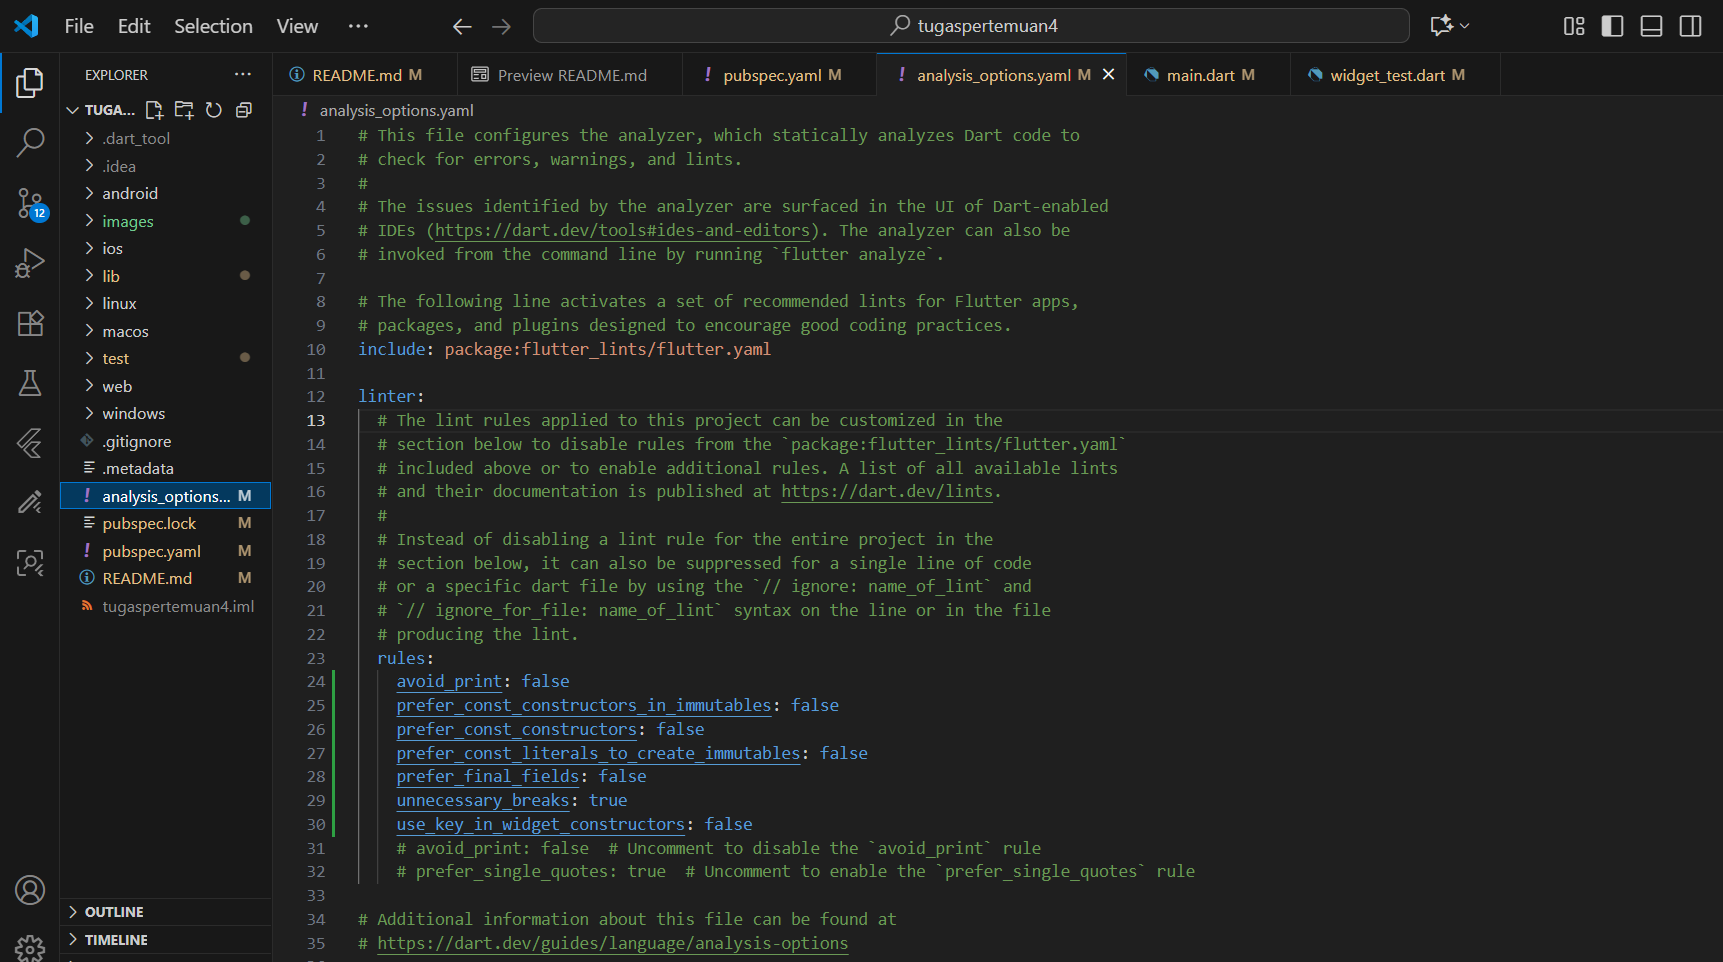 File Edit Selection View ···
tugaspertemuan4
EXPLORER ···
README.md M
Preview README.md
! pubspec.yaml M
! analysis_options.yaml M
main.dart M
widget_test.dart M
TUGA...
.dart_tool
.idea
android
images
ios
lib
linux
macos
test
web
windows
.gitignore
.metadata
! analysis_options... M
pubspec.lock M
! pubspec.yaml M
README.md M
tugaspertemuan4.iml
12
OUTLINE
TIMELINE
! analysis_options.yaml
1 # This file configures the analyzer, which statically analyzes Dart code to
2 # check for errors, warnings, and lints.
3 #
4 # The issues identified by the analyzer are surfaced in the UI of Dart-enabled
5 # IDEs (https://dart.dev/tools#ides-and-editors). The analyzer can also be
6 # invoked from the command line by running `flutter analyze`.
7
8 # The following line activates a set of recommended lints for Flutter apps,
9 # packages, and plugins designed to encourage good coding practices.
10 include: package:flutter_lints/flutter.yaml
11
12 linter:
13 # The lint rules applied to this project can be customized in the
14 # section below to disable rules from the `package:flutter_lints/flutter.yaml`
15 # included above or to enable additional rules. A list of all available lints
16 # and their documentation is published at https://dart.dev/lints.
17 #
18 # Instead of disabling a lint rule for the entire project in the
19 # section below, it can also be suppressed for a single line of code
20 # or a specific dart file by using the `// ignore: name_of_lint` and
21 # `// ignore_for_file: name_of_lint` syntax on the line or in the file
22 # producing the lint.
23 rules:
24 avoid_print: false
25 prefer_const_constructors_in_immutables: false
26 prefer_const_constructors: false
27 prefer_const_literals_to_create_immutables: false
28 prefer_final_fields: false
29 unnecessary_breaks: true
30 use_key_in_widget_constructors: false
31 # avoid_print: false  # Uncomment to disable the `avoid_print` rule
32 # prefer_single_quotes: true  # Uncomment to enable the `prefer_single_quotes` rule
33
34 # Additional information about this file can be found at
35 # https://dart.dev/guides/language/analysis-options